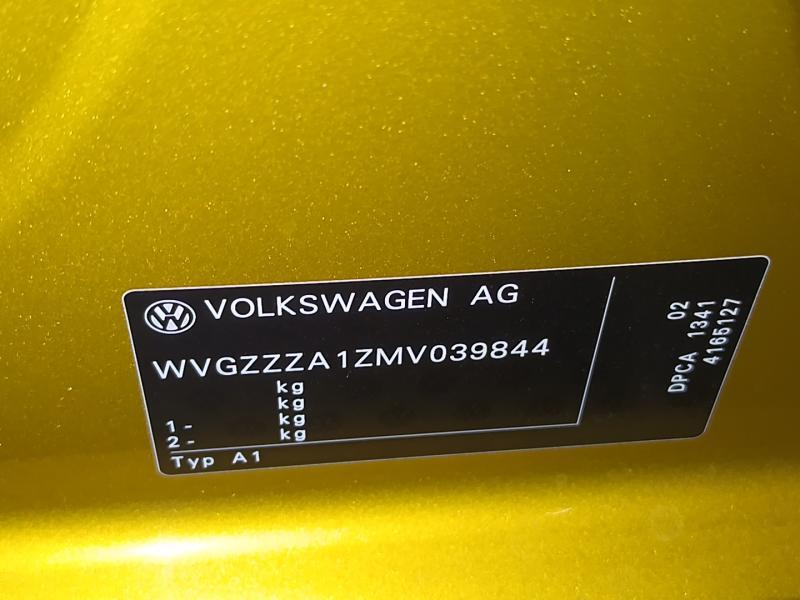 VOLKSWAGEN AG
WVGZZZA1ZMV039844
kg
kg
1- kg
2- kg
Typ A1
02
DPCA 1341
4165127